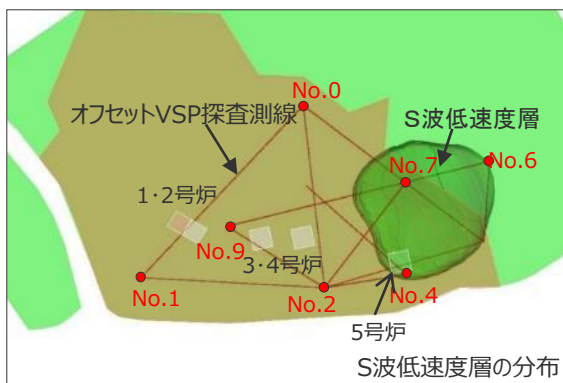 No.0
オフセットVSP探査測線
S波低速度層
No.7
No.6
1・2号炉
No.9
3・4号炉
No.1
No.2
No.4
5号炉
S波低速度層の分布